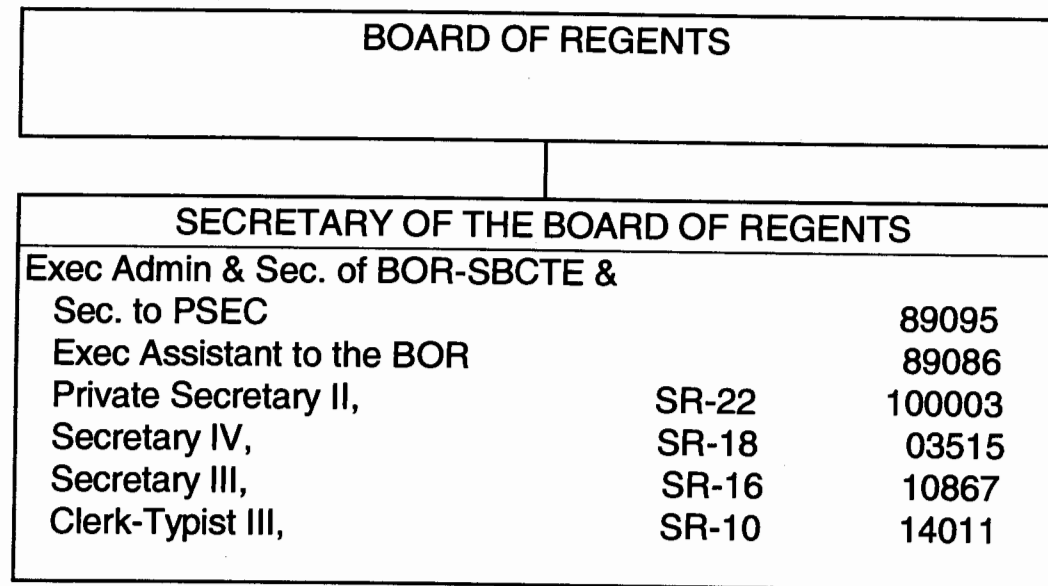 BOARD OF REGENTS
SECRETARY OF THE BOARD OF REGENTS
Exec Admin & Sec. of BOR-SBCTE &
Sec. to PSEC 89095
Exec Assistant to the BOR 89086
Private Secretary II, SR-22 100003
Secretary IV, SR-18 03515
Secretary III, SR-16 10867
Clerk-Typist III, SR-10 14011